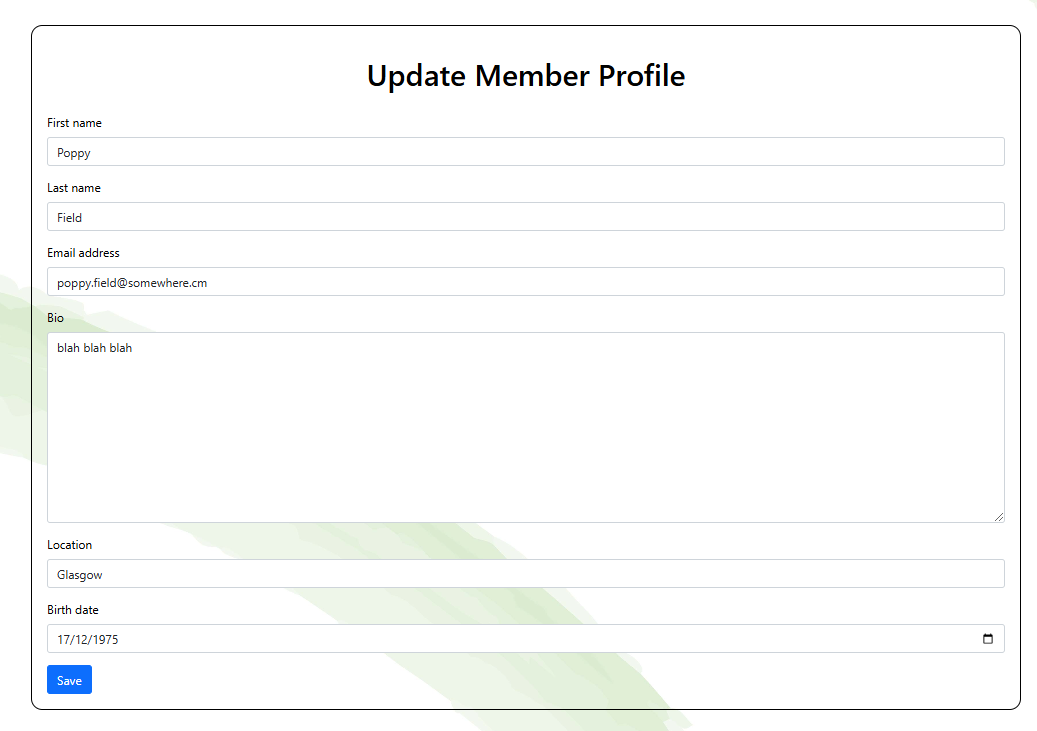 Update Member Profile
First name
Poppy
Last name
Field
Email address
poppy.field@somewhere.cm
Bio
blah blah blah
Location
Glasgow
Birth date
17/12/1975
Save